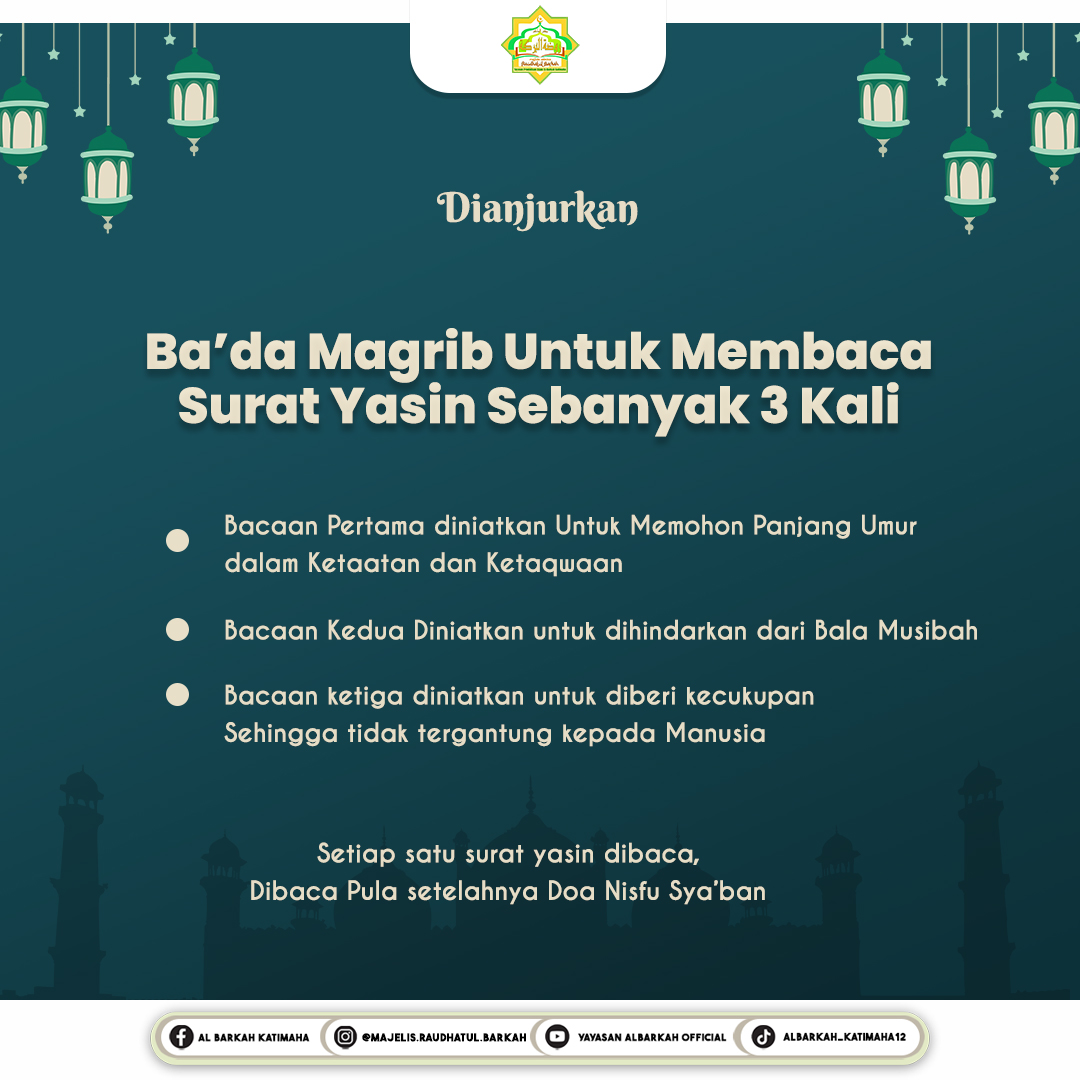 Dianjurkan
Ba’da Magrib Untuk Membaca
Surat Yasin Sebanyak 3 Kali
Bacaan Pertama diniatkan Untuk Memohon Panjang Umur
dalam Ketaatan dan Ketaqwaan
Bacaan Kedua Diniatkan untuk dihindarkan dari Bala Musibah
Bacaan ketiga diniatkan untuk diberi kecukupan
Sehingga tidak tergantung kepada Manusia
Setiap satu surat yasin dibaca,
Dibaca Pula setelahnya Doa Nisfu Sya’ban
AL BARKAH KATIMAHA
@MAJELIS.RAUDHATUL.BARKAH
YAYASAN ALBARKAH OFFICIAL
ALBARKAH_KATIMAHA12